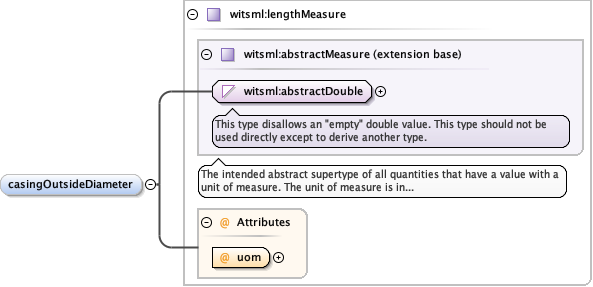 witsml:lengthMeasure
witsml:abstractMeasure (extension base)
witsml:abstractDouble
This type disallows an "empty" double value. This type should not be
used directly except to derive another type.
casingOutsideDiameter
The intended abstract supertype of all quantities that have a value with a
unit of measure. The unit of measure is in...
@ Attributes
@ uom